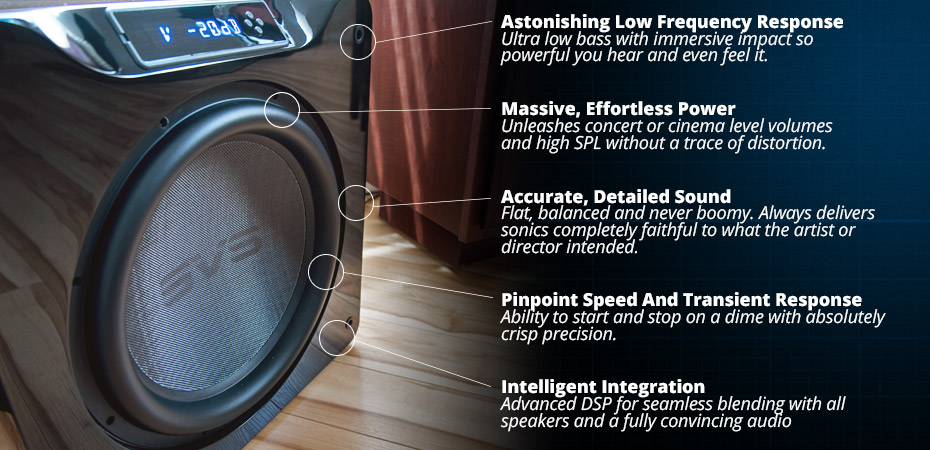 V -20dB
SVS
Astonishing Low Frequency Response
Ultra low bass with immersive impact so
powerful you hear and even feel it.
Massive, Effortless Power
Unleashes concert or cinema level volumes
and high SPL without a trace of distortion.
Accurate, Detailed Sound
Flat, balanced and never boomy. Always delivers
sonics completely faithful to what the artist or
director intended.
Pinpoint Speed And Transient Response
Ability to start and stop on a dime with absolutely
crisp precision.
Intelligent Integration
Advanced DSP for seamless blending with all
speakers and a fully convincing audio